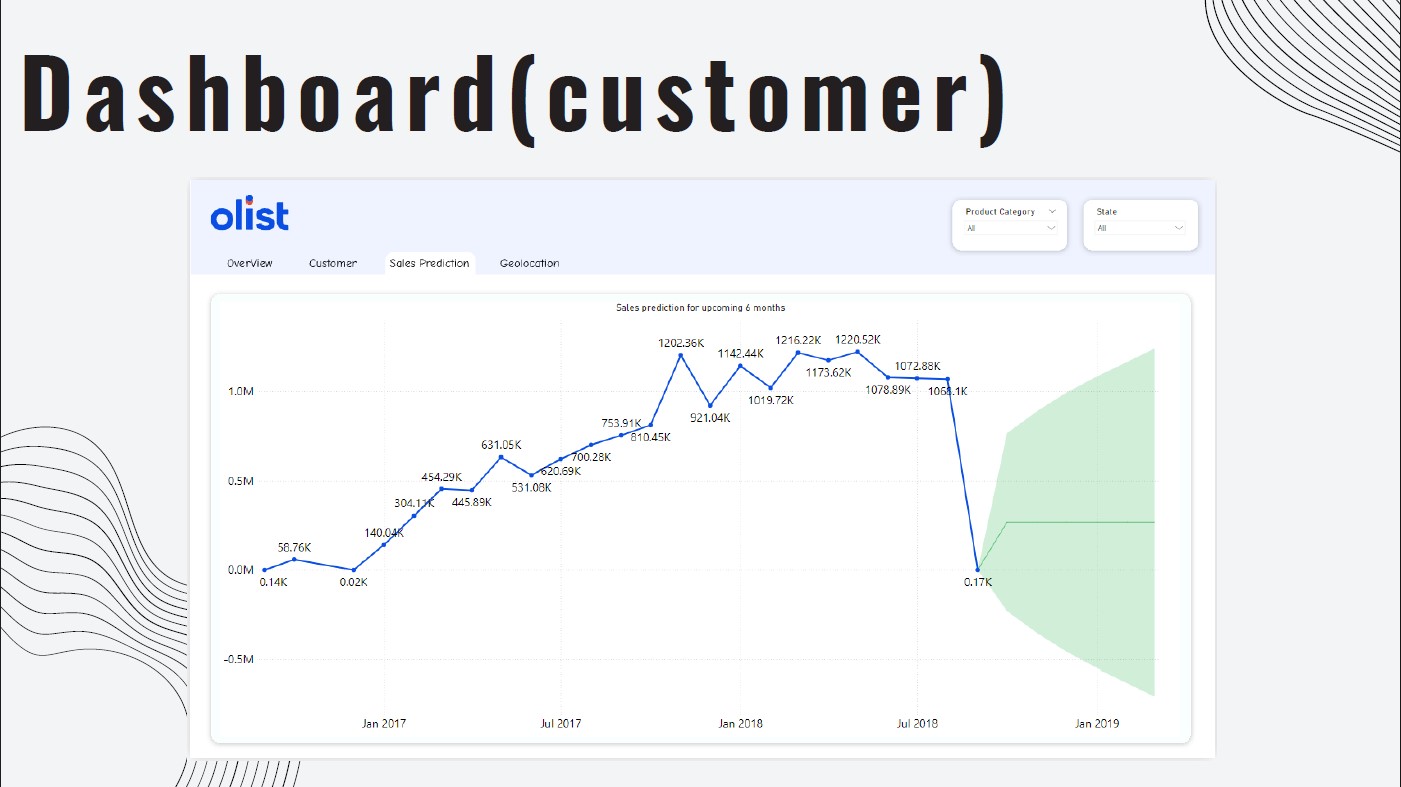 Dashboard(customer)
olist
Product Category
All
State
All
OverView
Customer
Sales Prediction
Geolocation
Sales prediction for upcoming 6 months
1.0M
0.5M
0.0M
-0.5M
0.14K
58.76K
0.02K
140.04K
304.11K
454.29K
445.89K
631.05K
531.08K
620.69K
700.28K
753.91K
810.45K
1202.36K
921.04K
1142.44K
1019.72K
1216.22K
1173.62K
1220.52K
1078.89K
1072.88K
0.17K
Jan 2017
Jul 2017
Jan 2018
Jul 2018
Jan 2019